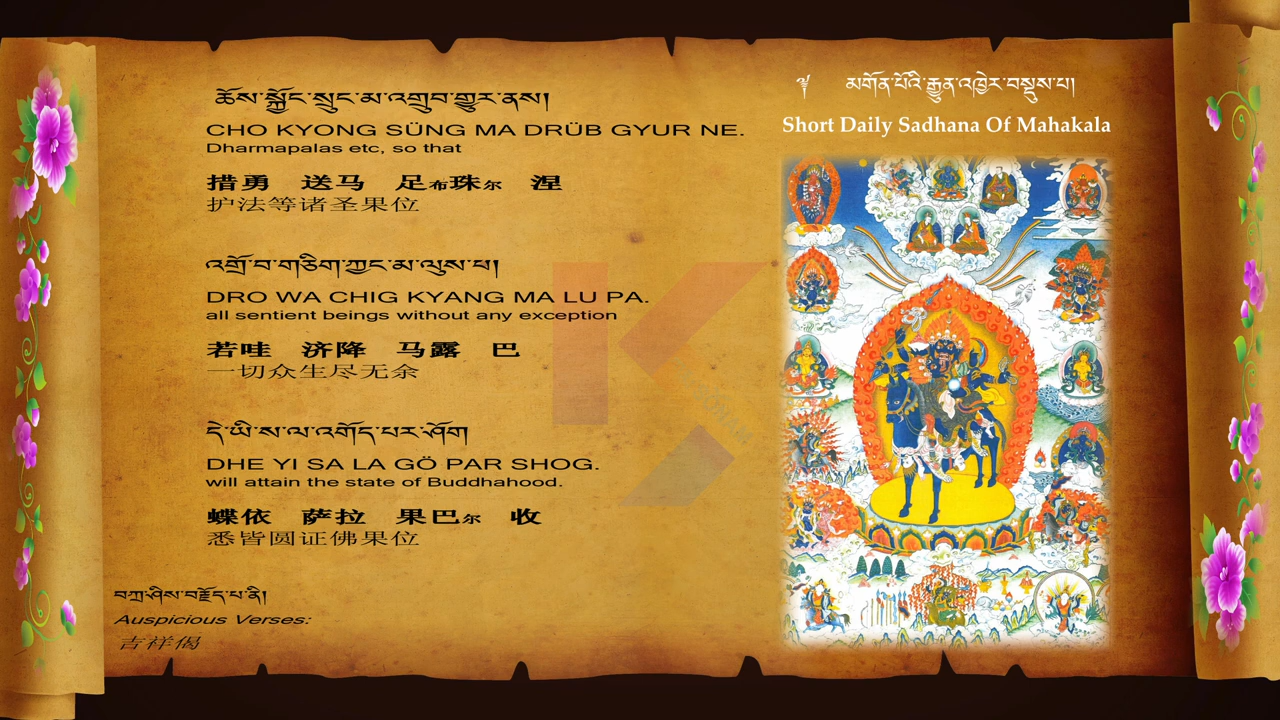 ཆོས་སྐྱོང་སྲུང་མ་འགྲུབ་གྱུར་ནས།
CHO KYONG SÜNG MA DRÜB GYUR NE.
Dharmapalas etc, so that
措勇 送马 足布珠尔 涅
护法等诸圣果位
འགྲོ་བ་གཅིག་ཀྱང་མ་ལུས་པ།
DRO WA CHIG KYANG MA LU PA.
all sentient beings without any exception
若哇 济降 马露 巴
一切众生尽无余
དེ་ཡི་ས་ལ་འགོད་པར་ཤོག
DHE YI SA LA GÖ PAR SHOG.
will attain the state of Buddhahood.
蝶依 萨拉 果巴尔 收
悉皆圆证佛果位
བཀྲ་ཤིས་བརྗོད་པ་ནི།
Auspicious Verses:
吉祥偈
༄ མགོན་པོའི་རྒྱུན་འཁྱེར་བསྡུས་པ།
Short Daily Sadhana Of Mahakala